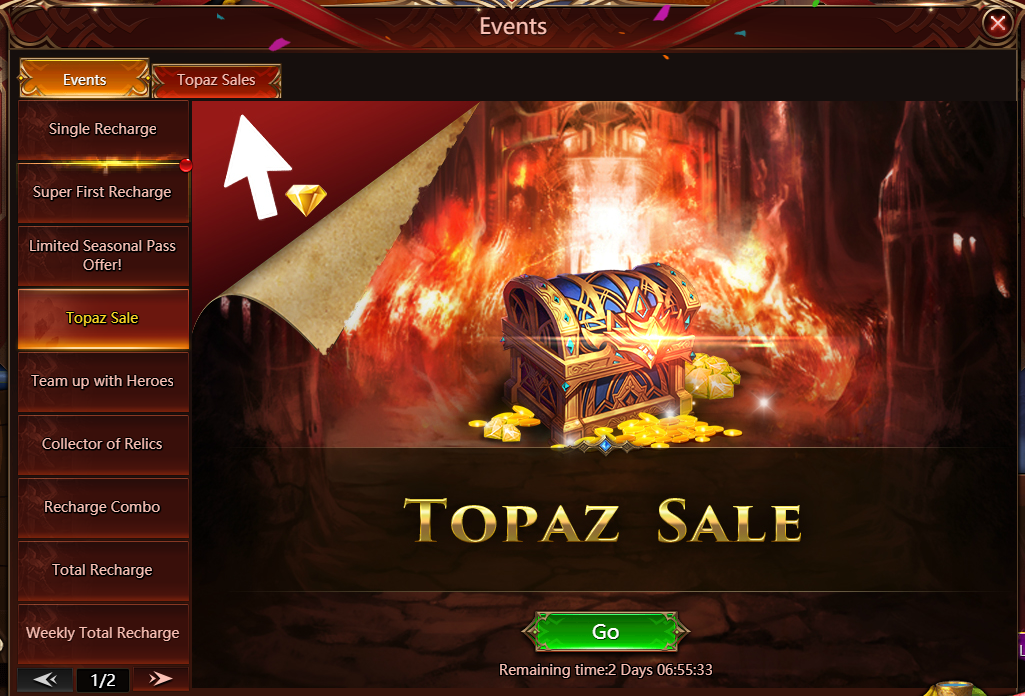 Events
Events
Topaz Sales
Single Recharge
Super First Recharge
Limited Seasonal Pass
Offer!
Topaz Sale
Team up with Heroes
Collector of Relics
Recharge Combo
Total Recharge
Weekly Total Recharge
1/2
TOPAZ SALE
Go
Remaining time:2 Days 06:55:33